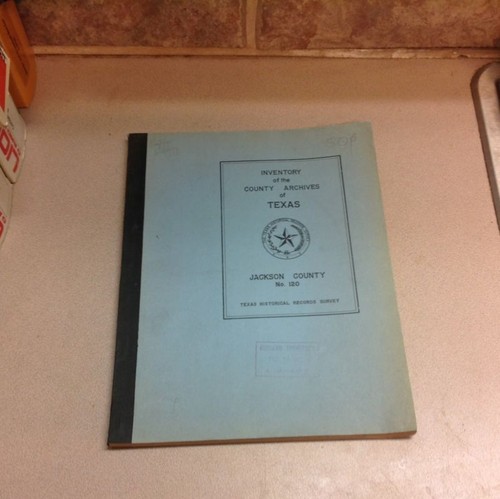 INVENTORY
of the
COUNTY ARCHIVES
of
TEXAS
JACKSON COUNTY
No. 120
TEXAS HISTORICAL RECORDS SURVEY